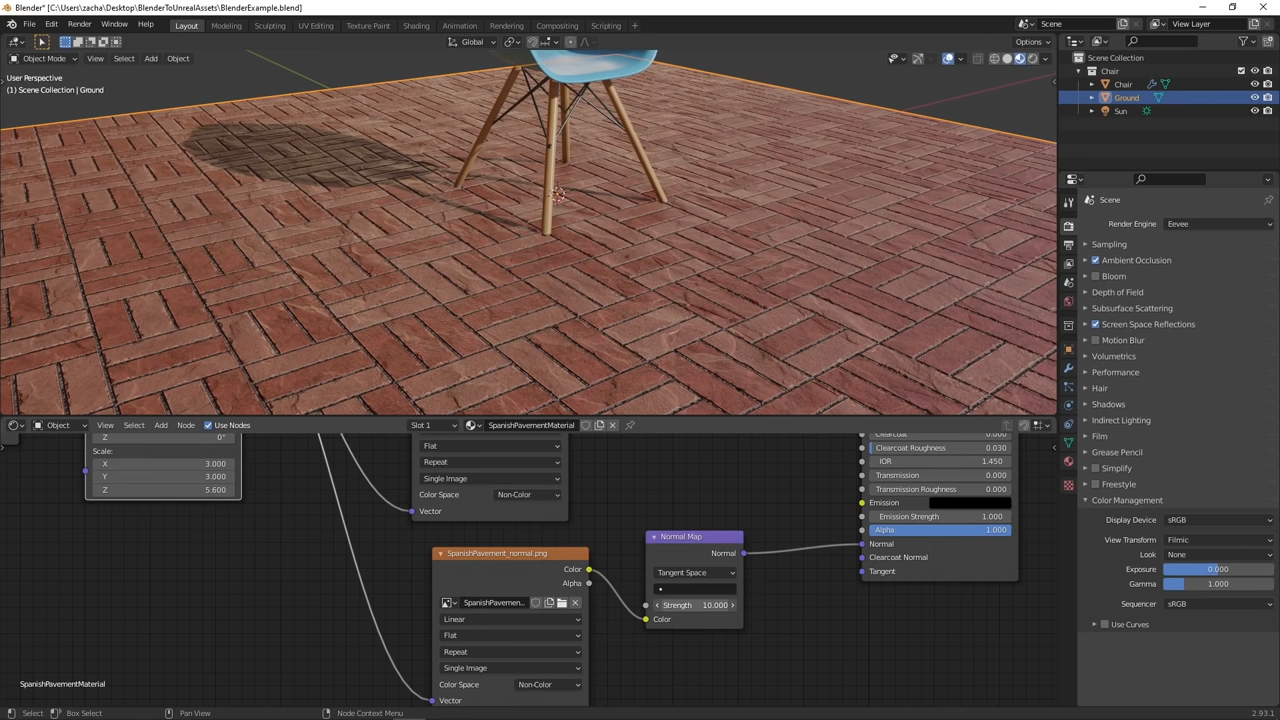 Blender* [C:\Users\zacha\Desktop\BlenderToUnrealAssets\BlenderExample.blend]
File Edit Render Window Help Layout Modeling Sculpting UV Editing Texture Paint Shading Animation Rendering Compositing Scripting + Scene View Layer
Global Options
Object Mode View Select Add Object
User Perspective
(1) Scene Collection | Ground
Scene Collection
Chair
Chair
Ground
Sun
Scene
Render Engine Eevee
Sampling
Ambient Occlusion
Bloom
Depth of Field
Subsurface Scattering
Screen Space Reflections
Motion Blur
Volumetrics
Performance
Hair
Shadows
Indirect Lighting
Film
Grease Pencil
Simplify
Freestyle
Color Management
Display Device sRGB
View Transform Filmic
Look None
Exposure 0.000
Gamma 1.000
Sequencer sRGB
Use Curves
Object View Select Add Node Use Nodes Slot 1 SpanishPavementMaterial
Z 0°
Scale:
X 3.000
Y 3.000
Z 5.600
Flat
Repeat
Single Image
Color Space Non-Color
Vector
SpanishPavement_normal.png
Color
Alpha
SpanishPavemen...
Linear
Flat
Repeat
Single Image
Color Space Non-Color
Vector
Normal Map
Normal
Tangent Space
Strength 10.000
Color
Clearcoat 0.000
Clearcoat Roughness 0.030
IOR 1.450
Transmission 0.000
Transmission Roughness 0.000
Emission
Emission Strength 1.000
Alpha 1.000
Normal
Clearcoat Normal
Tangent
SpanishPavementMaterial
Select Box Select Pan View Node Context Menu 2.93.1